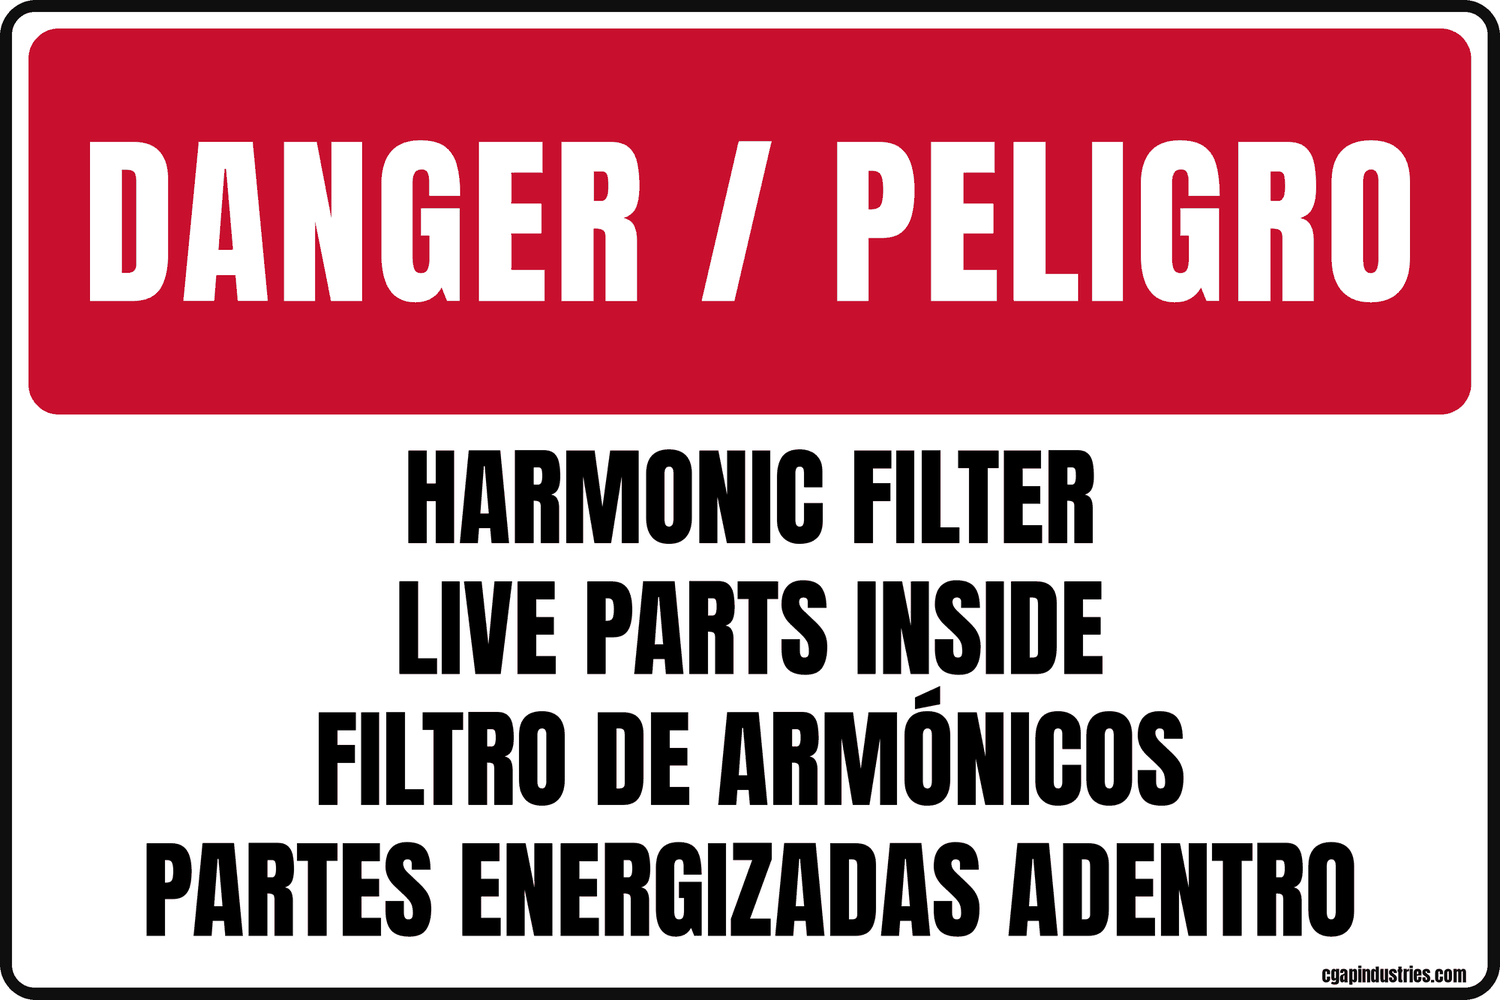 DANGER / PELIGRO
HARMONIC FILTER
LIVE PARTS INSIDE
FILTRO DE ARMÓNICOS
PARTES ENERGIZADAS ADENTRO
cgapindustries.com